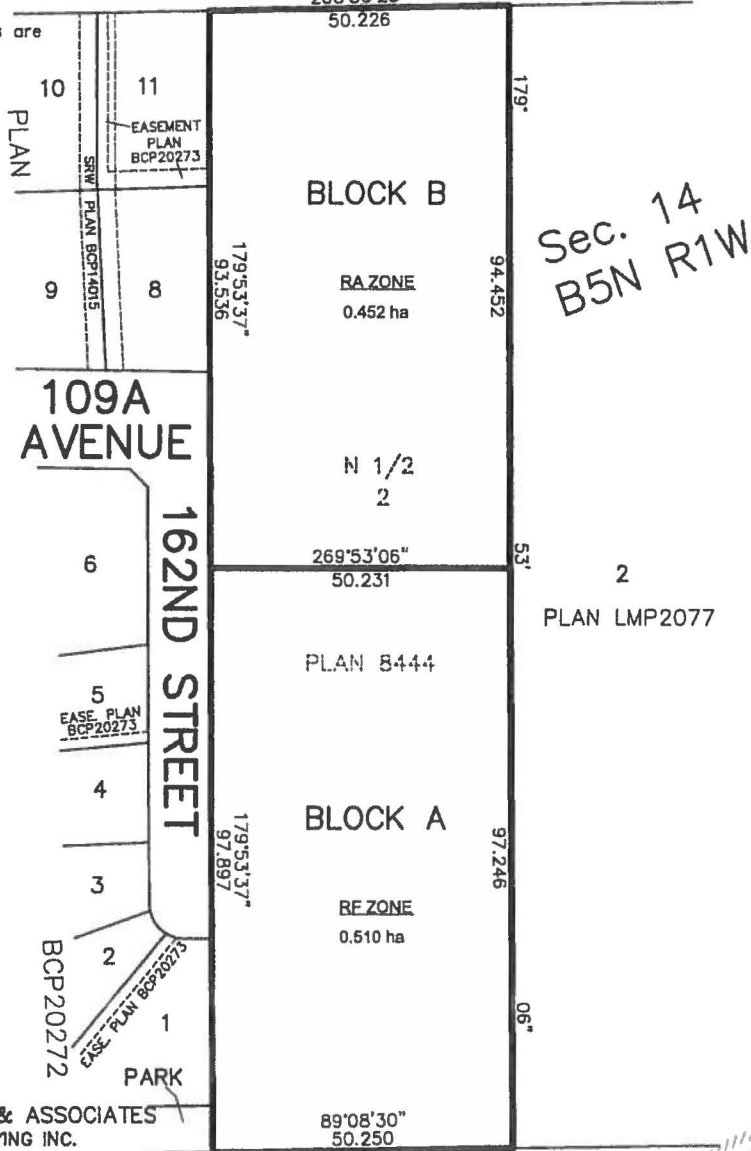 50.226
s are
10
11
EASEMENT
PLAN
BCP20273
PLAN
SRW PLAN BCP14015
9
8
179°
BLOCK B
RA ZONE
0.452 ha
179°53'37"
93.536
94.452
Sec. 14
B5N R1W
109A
AVENUE
N 1/2
2
162ND STREET
269°53'06"
50.231
53'
6
2
PLAN LMP2077
PLAN 8444
5
EASE. PLAN
BCP20273
4
BLOCK A
179°53'37"
97.897
97.246
3
RF ZONE
0.510 ha
2
BCP20272
EASE. PLAN BCP20273
1
06"
PARK
& ASSOCIATES
YING INC.
89°08'30"
50.250